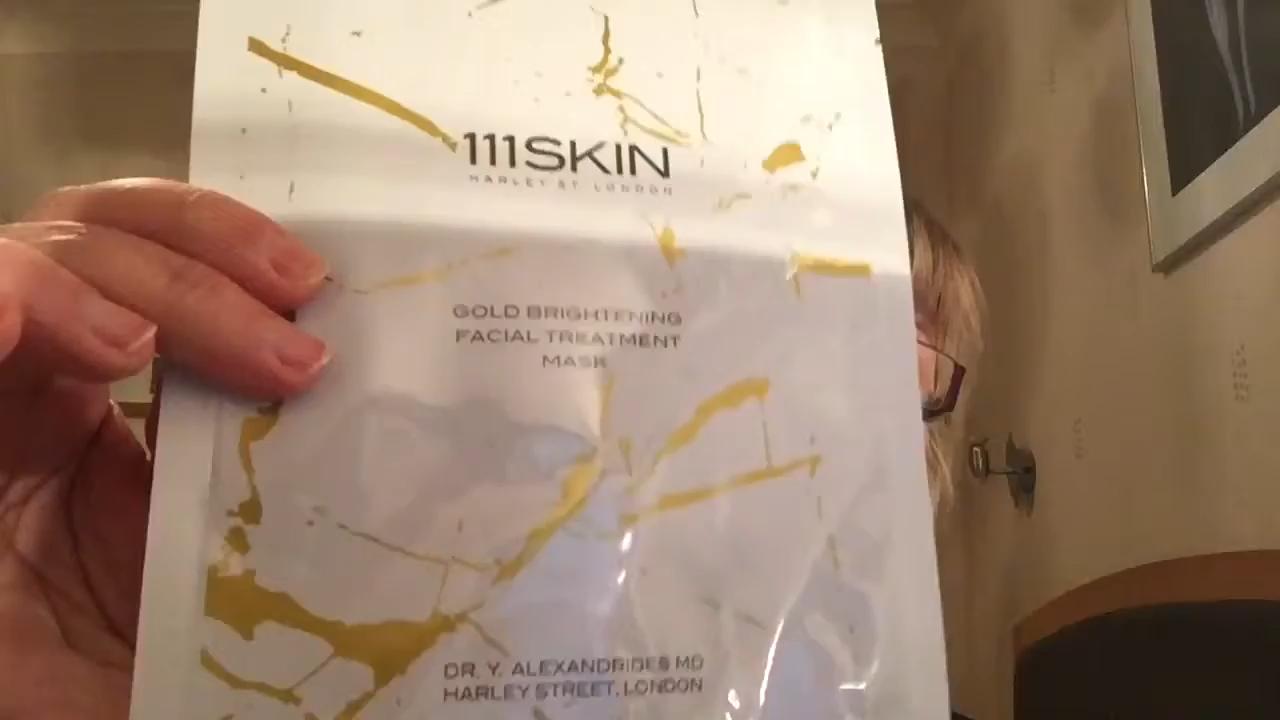 111SKIN
HARLEY ST. LONDON
GOLD BRIGHTENING
FACIAL TREATMENT
MASK
DR. Y. ALEXANDRIDES MD
HARLEY STREET, LONDON